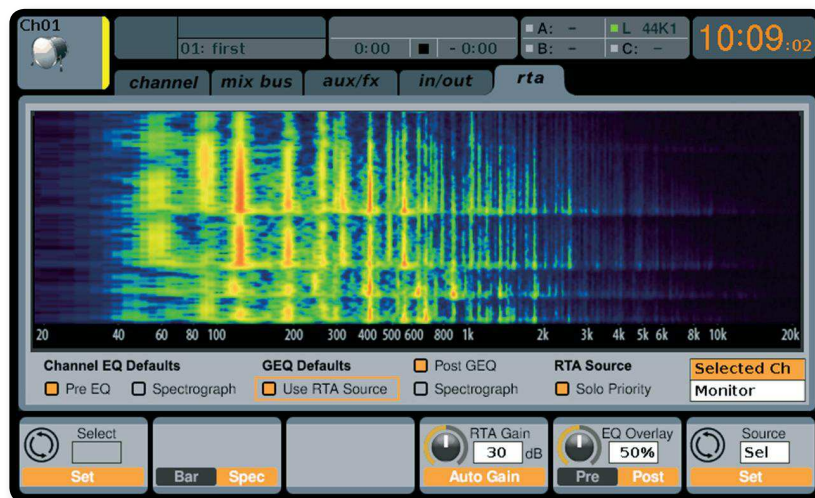 Ch01
01: first
0:00 - 0:00
A: - L 44K1
B: - C: -
10:09:02
channel mix bus aux/fx in/out rta
20 40 60 80 100 200 300 400 500 600 800 1k 2k 3k 4k 5k 6k 8k 10k 20k
Channel EQ Defaults GEQ Defaults Post GEQ RTA Source Selected Ch
Pre EQ Spectrograph Use RTA Source Spectrograph Solo Priority Monitor
Select RTA Gain EQ Overlay Source
30 dB 50% Sel
Set Bar Spec Auto Gain Pre Post Set